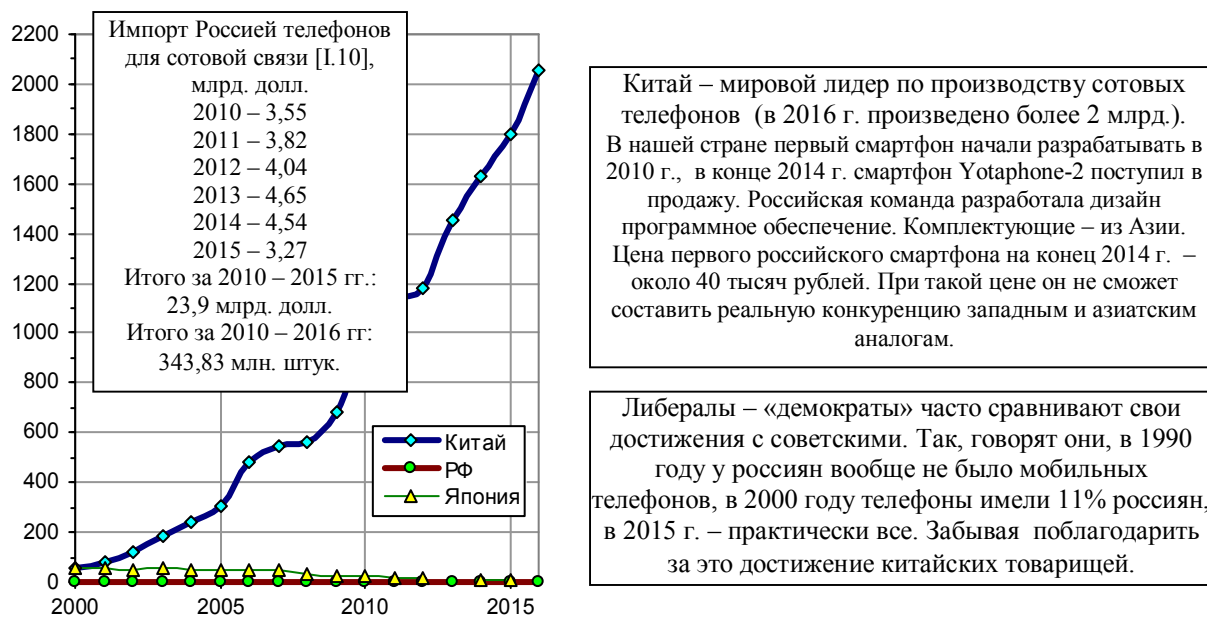 2200
2000
1800
1600
1400
1200
1000
800
600
400
200
0
2000
2005
2010
2015
Импорт Россией телефонов
для сотовой связи [I.10],
млрд. долл.
2010 – 3,55
2011 – 3,82
2012 – 4,04
2013 – 4,65
2014 – 4,54
2015 – 3,27
Итого за 2010 – 2015 гг.:
23,9 млрд. долл.
Итого за 2010 – 2016 гг:
343,83 млн. штук.
Китай
РФ
Япония
Китай – мировой лидер по производству сотовых
телефонов (в 2016 г. произведено более 2 млрд.).
В нашей стране первый смартфон начали разрабатывать в
2010 г., в конце 2014 г. смартфон Yotaphone-2 поступил в
продажу. Российская команда разработала дизайн
программное обеспечение. Комплектующие – из Азии.
Цена первого российского смартфона на конец 2014 г. –
около 40 тысяч рублей. При такой цене он не сможет
составить реальную конкуренцию западным и азиатским
аналогам.
Либералы – «демократы» часто сравнивают свои
достижения с советскими. Так, говорят они, в 1990
году у россиян вообще не было мобильных
телефонов, в 2000 году телефоны имели 11% россиян,
в 2015 г. – практически все. Забывая поблагодарить
за это достижение китайских товарищей.